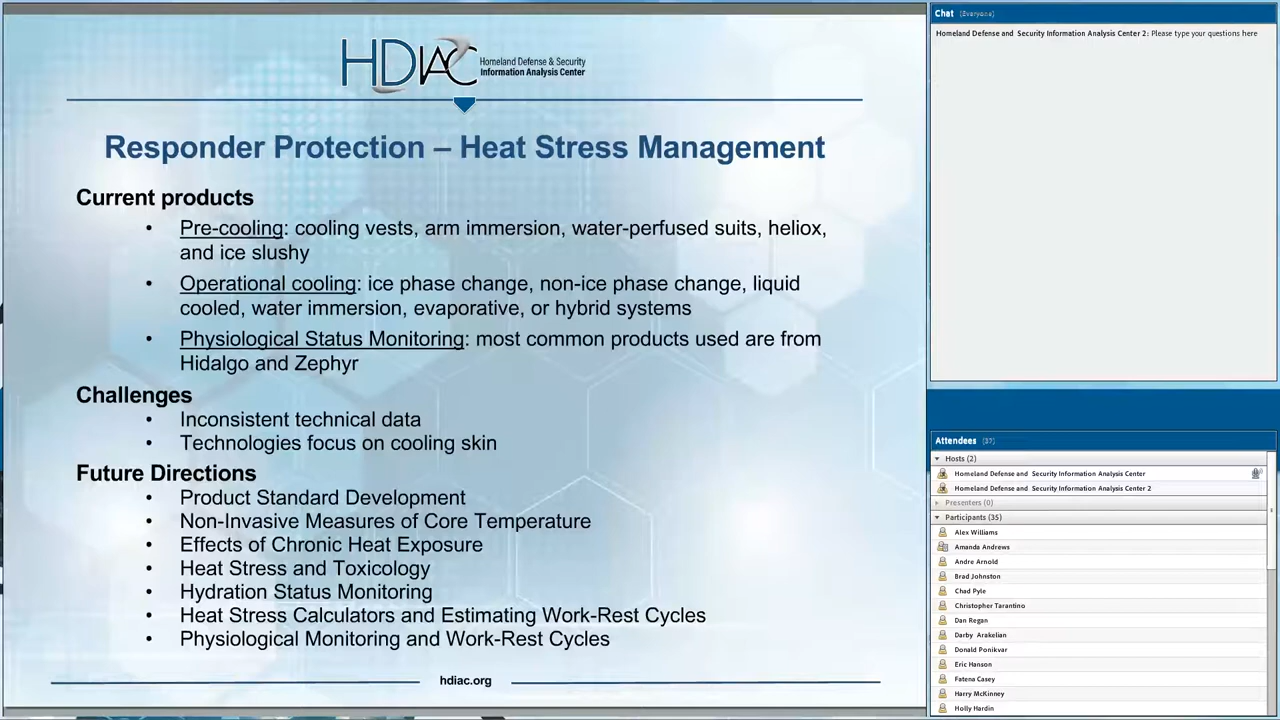 HDIAC Homeland Defense & Security
Information Analysis Center
Responder Protection – Heat Stress Management
Current products
• Pre-cooling: cooling vests, arm immersion, water-perfused suits, heliox,
and ice slushy
• Operational cooling: ice phase change, non-ice phase change, liquid
cooled, water immersion, evaporative, or hybrid systems
• Physiological Status Monitoring: most common products used are from
Hidalgo and Zephyr
Challenges
• Inconsistent technical data
• Technologies focus on cooling skin
Future Directions
• Product Standard Development
• Non-Invasive Measures of Core Temperature
• Effects of Chronic Heat Exposure
• Heat Stress and Toxicology
• Hydration Status Monitoring
• Heat Stress Calculators and Estimating Work-Rest Cycles
• Physiological Monitoring and Work-Rest Cycles
hdiac.org
Chat (Everyone)
Homeland Defense and Security Information Analysis Center 2: Please type your questions here
Attendees (37)
Hosts (2)
Homeland Defense and Security Information Analysis Center
Homeland Defense and Security Information Analysis Center 2
Presenters (0)
Participants (35)
Alex Williams
Amanda Andrews
Andre Arnold
Brad Johnston
Chad Pyle
Christopher Tarantino
Dan Regan
Darby Arakelian
Donald Ponikvar
Eric Hanson
Fatena Casey
Harry McKinney
Holly Hardin